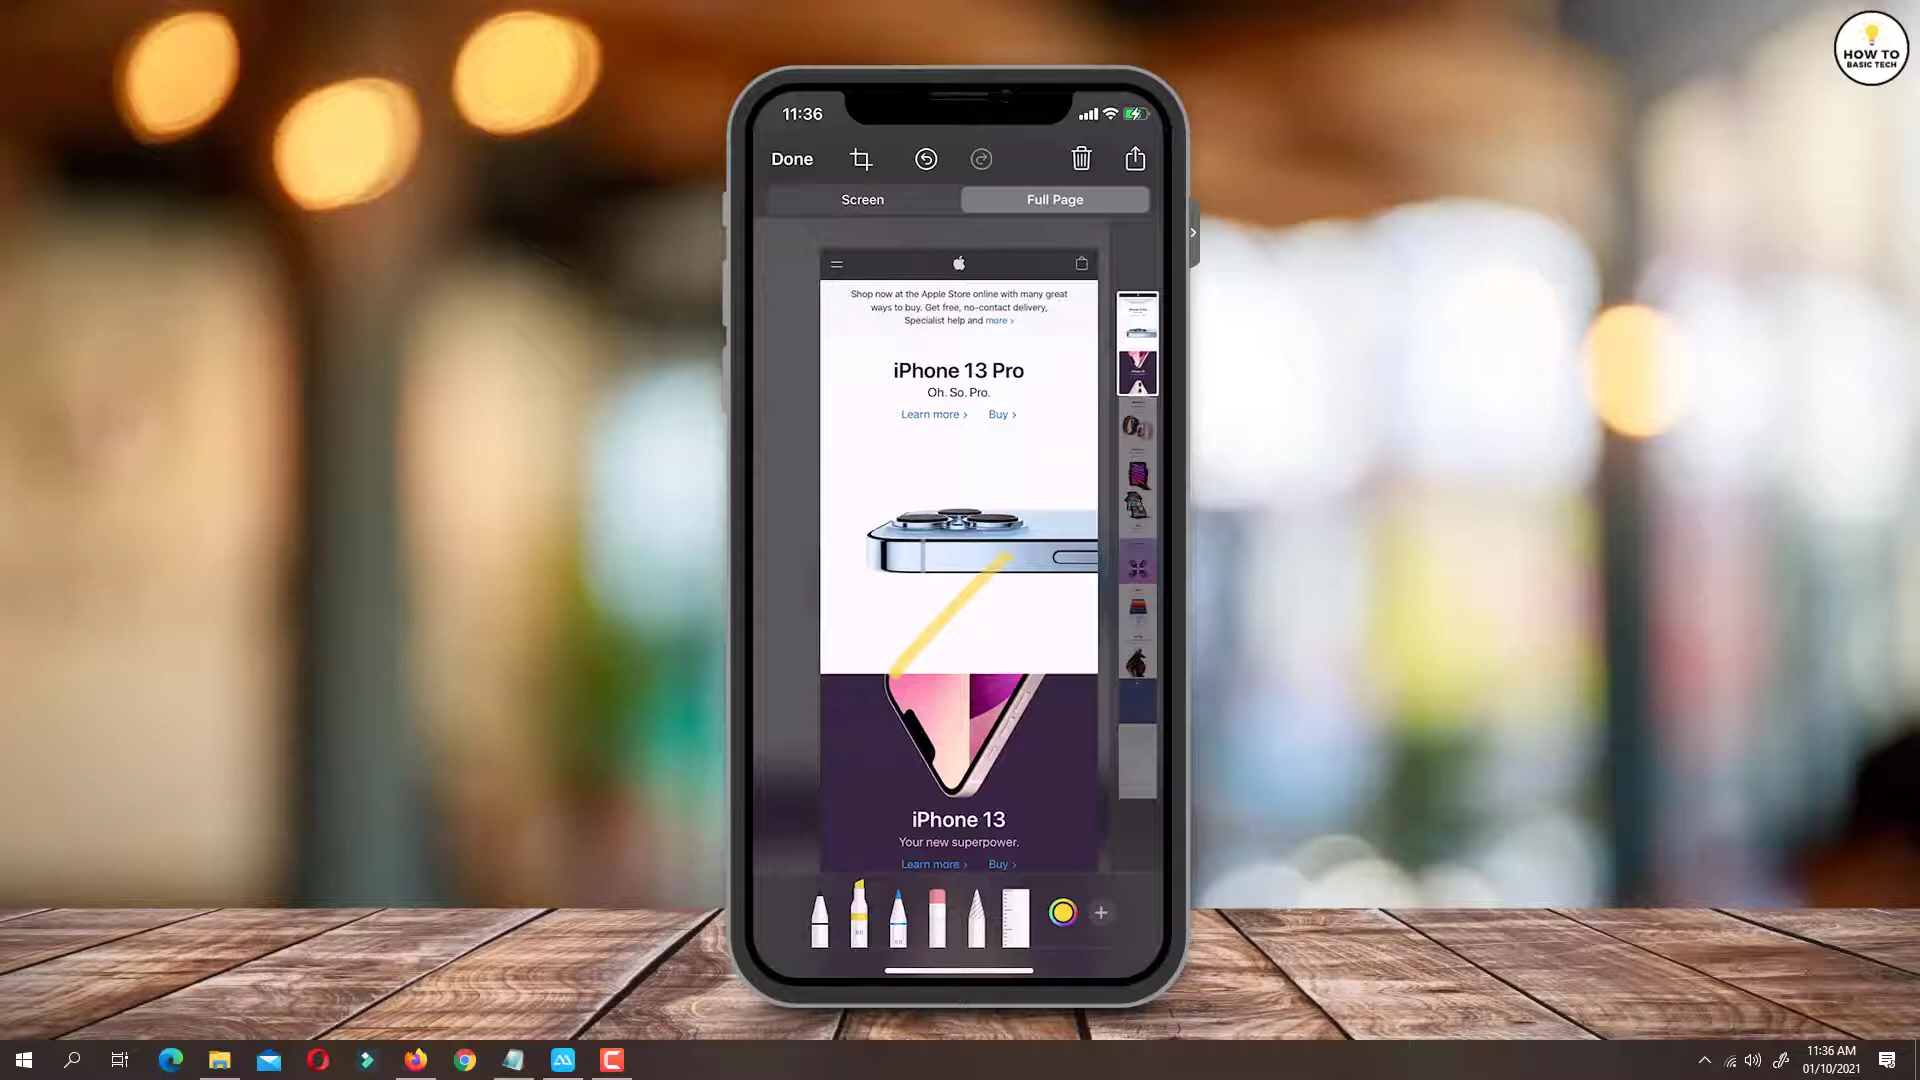 HOW TO
BASIC TECH
11:36
Done
Screen
Full Page
Shop now at the Apple Store online with many great
ways to buy. Get free, no-contact delivery,
Specialist help and more >
iPhone 13 Pro
Oh. So. Pro.
Learn more > Buy >
iPhone 13
Your new superpower.
Learn more > Buy >
11:36 AM
01/10/2021